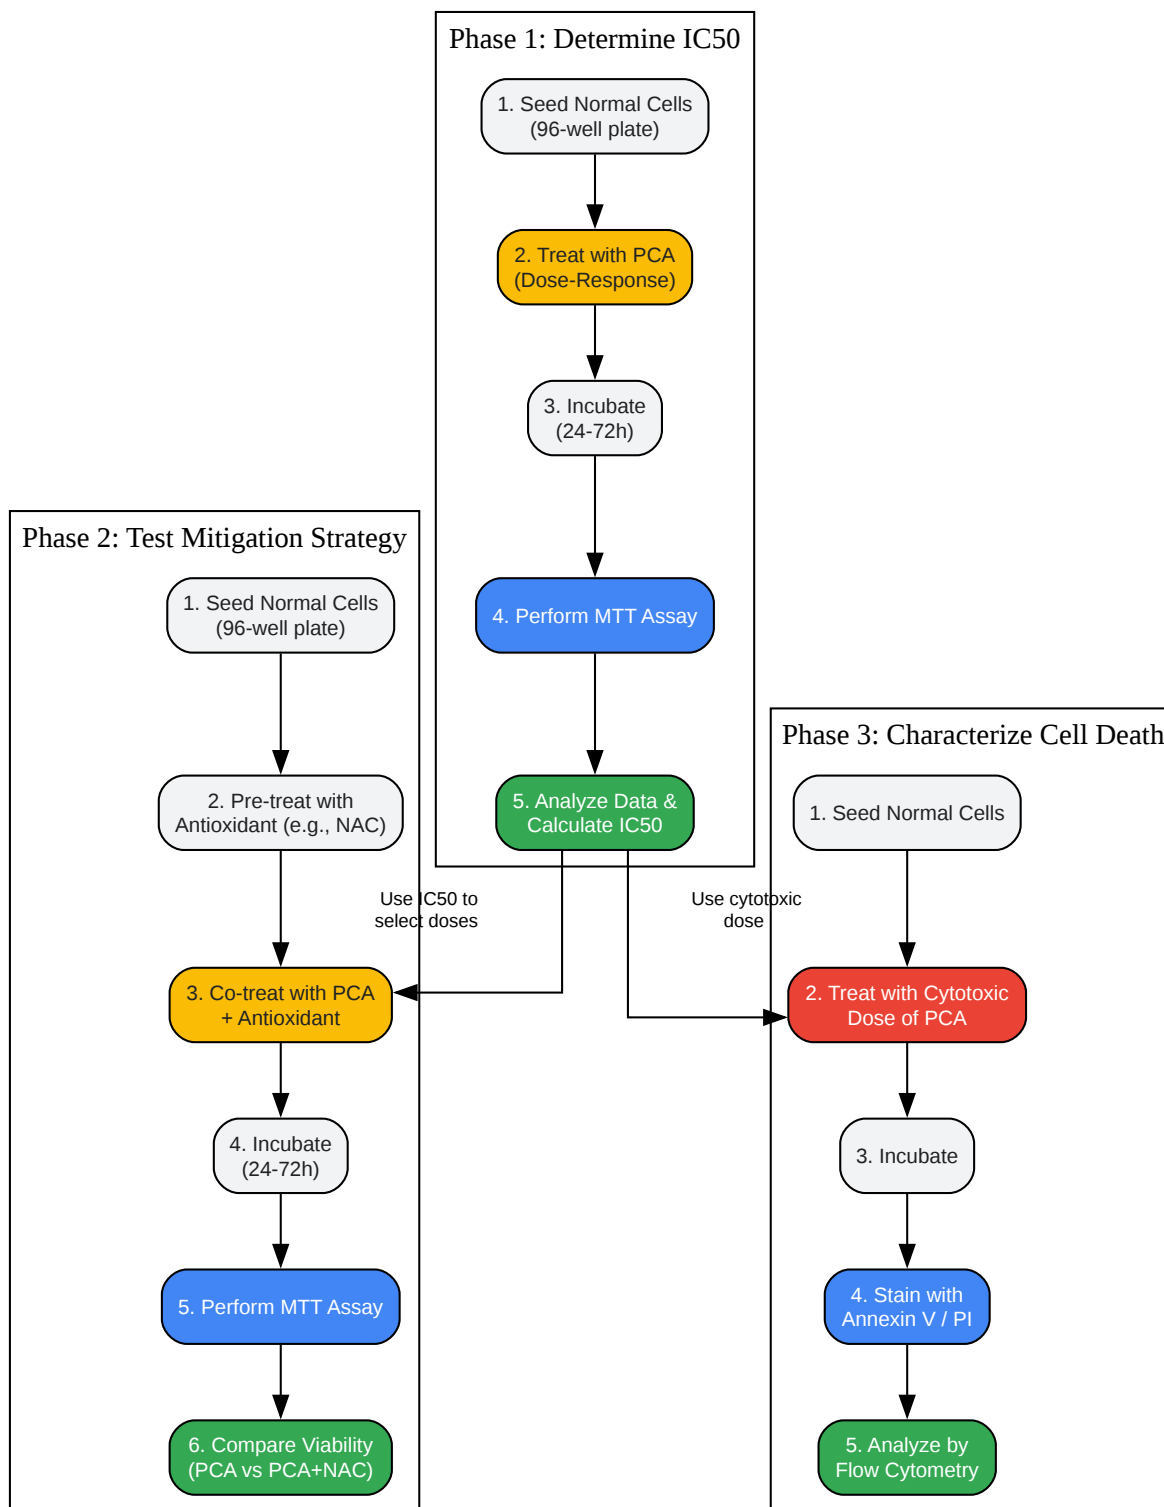 Phase 1: Determine IC50
1. Seed Normal Cells
(96-well plate)
2. Treat with PCA
(Dose-Response)
3. Incubate
(24-72h)
4. Perform MTT Assay
5. Analyze Data &
Calculate IC50
Use IC50 to
select doses
Use cytotoxic
dose
Phase 2: Test Mitigation Strategy
1. Seed Normal Cells
(96-well plate)
2. Pre-treat with
Antioxidant (e.g., NAC)
3. Co-treat with PCA
+ Antioxidant
4. Incubate
(24-72h)
5. Perform MTT Assay
6. Compare Viability
(PCA vs PCA+NAC)
Phase 3: Characterize Cell Death
1. Seed Normal Cells
2. Treat with Cytotoxic
Dose of PCA
3. Incubate
4. Stain with
Annexin V / PI
5. Analyze by
Flow Cytometry